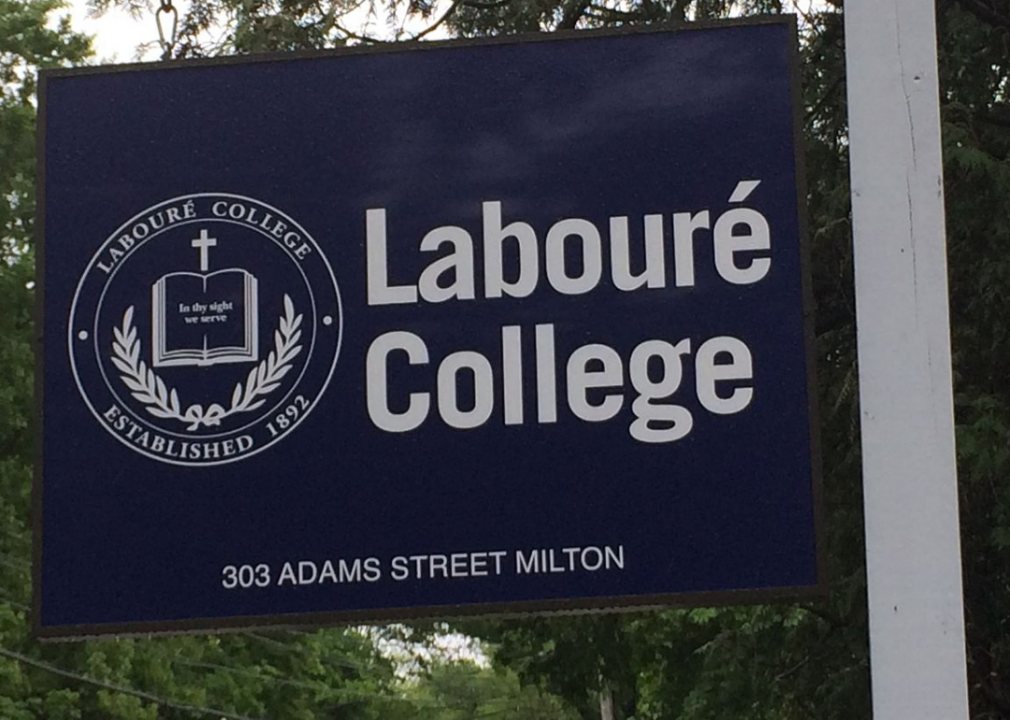 LABOURÉ COLLEGE
In thy sight
we serve
ESTABLISHED 1892
Labouré
College
303 ADAMS STREET MILTON